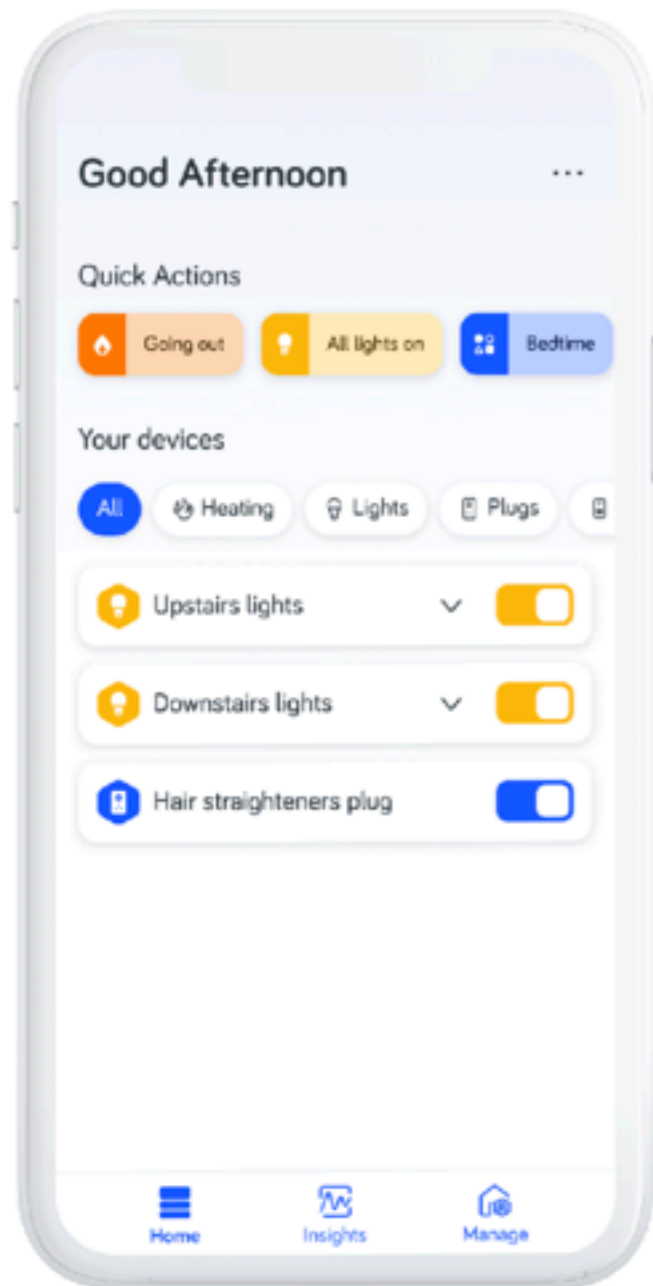 Good Afternoon
Quick Actions
Going out
All lights on
Bedtime
Your devices
All
Heating
Lights
Plugs
Upstairs lights
Downstairs lights
Hair straighteners plug
Home
Insights
Manage